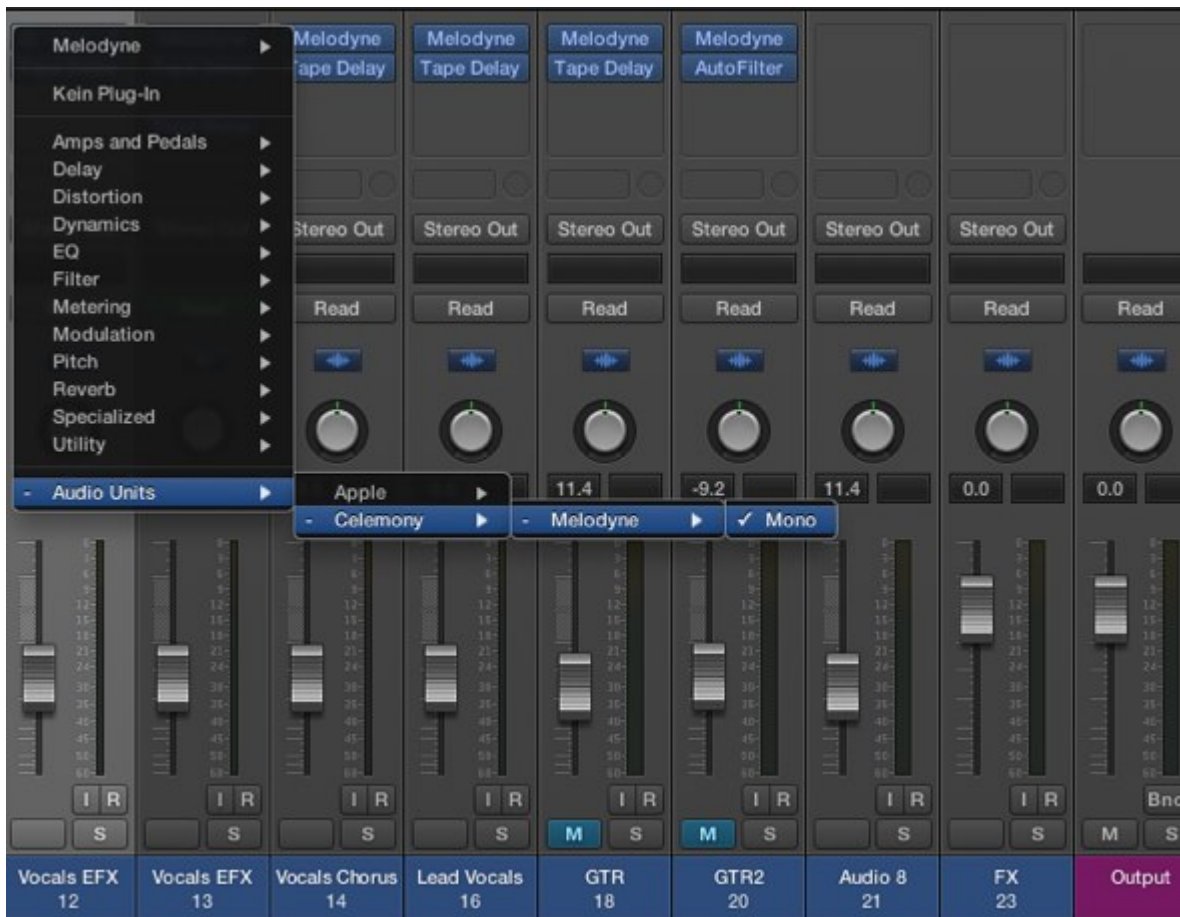 Melodyne
Kein Plug-In
Amps and Pedals
Delay
Distortion
Dynamics
EQ
Filter
Metering
Modulation
Pitch
Reverb
Specialized
Utility
- Audio Units
Apple
- Celemony
- Melodyne
✓ Mono
Melodyne Melodyne Melodyne Melodyne
Tape Delay Tape Delay Tape Delay AutoFilter
Stereo Out Stereo Out Stereo Out Stereo Out Stereo Out Stereo Out
Read Read Read Read Read Read Read
11.4 -9.2 11.4 0.0 0.0
I R I R I R I R I R I R I R I R Bnc
S S S S M S M S S S M S
Vocals EFX Vocals EFX Vocals Chorus Lead Vocals GTR GTR2 Audio 8 FX Output
12 13 14 16 18 20 21 23